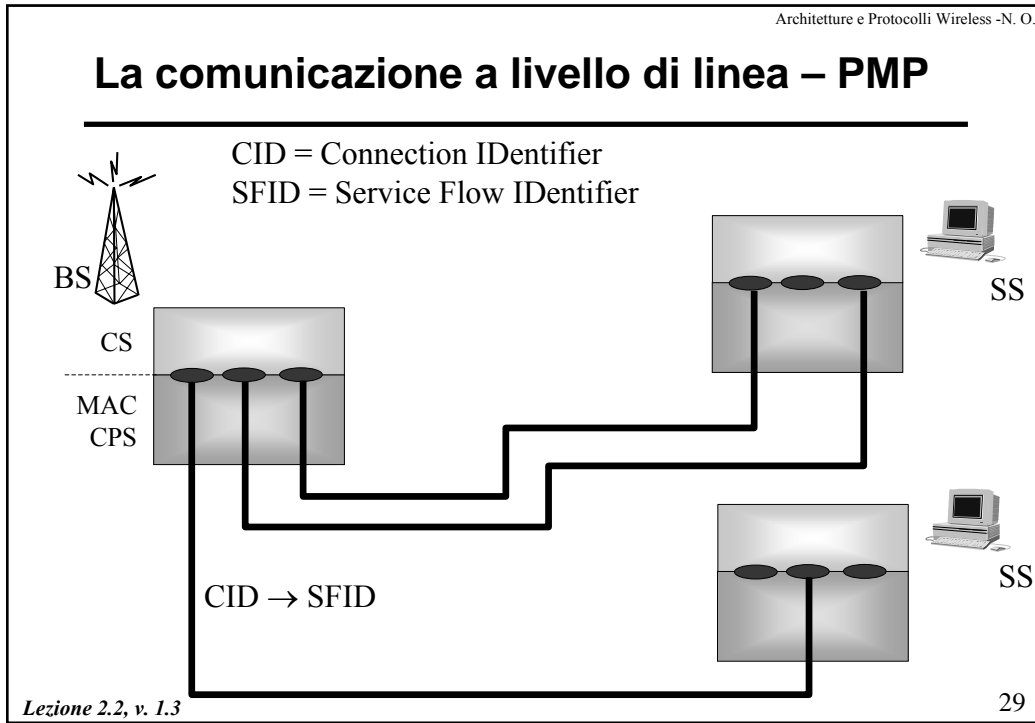 Architetture e Protocolli Wireless -N. O.
La comunicazione a livello di linea – PMP
CID = Connection IDentifier
SFID = Service Flow IDentifier
BS
SS
CS
MAC
CPS
SS
CID → SFID
Lezione 2.2, v. 1.3
29